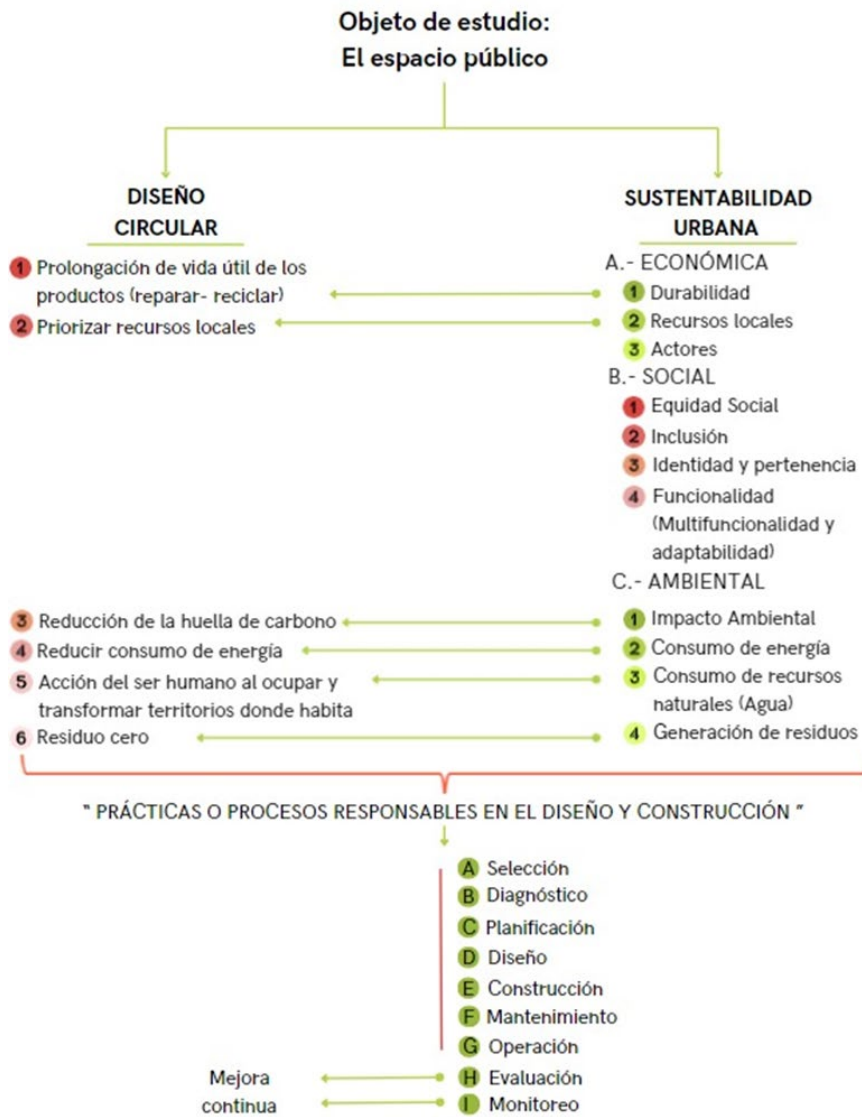 Objeto de estudio:
El espacio público
DISEÑO
CIRCULAR
1 Prolongación de vida útil de los
productos (reparar- reciclar)
2 Priorizar recursos locales
SUSTENTABILIDAD
URBANA
A.- ECONÓMICA
1 Durabilidad
2 Recursos locales
3 Actores
B.- SOCIAL
1 Equidad Social
2 Inclusión
3 Identidad y pertenencia
4 Funcionalidad
(Multifuncionalidad y
adaptabilidad)
C.- AMBIENTAL
3 Reducción de la huella de carbono
4 Reducir consumo de energía
5 Acción del ser humano al ocupar y
transformar territorios donde habita
6 Residuo cero
1 Impacto Ambiental
2 Consumo de energía
3 Consumo de recursos
naturales (Agua)
4 Generación de residuos
" PRÁCTICAS O PROCESOS RESPONSABLES EN EL DISEÑO Y CONSTRUCCIÓN "
A Selección
B Diagnóstico
C Planificación
D Diseño
E Construcción
F Mantenimiento
G Operación
H Evaluación
I Monitoreo
Mejora
continua